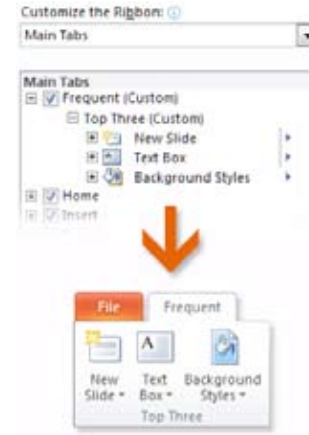 Customize the Ribbon:
Main Tabs
Main Tabs
Frequent (Custom)
Top Three (Custom)
New Slide
Text Box
Background Styles
Home
Insert
File Frequent
A
New Text Background
Slide Box Styles
Top Three